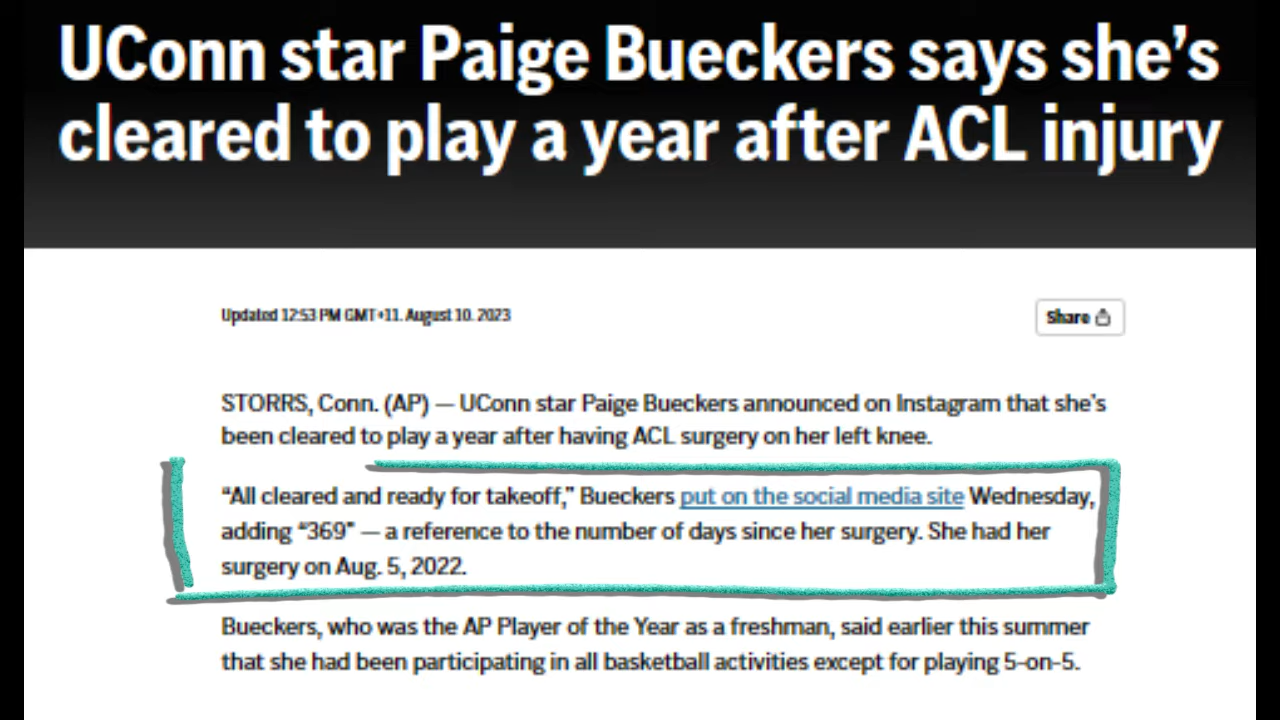 UConn star Paige Bueckers says she’s
cleared to play a year after ACL injury
Updated 12:53 PM GMT+11, August 10, 2023
Share
STORRS, Conn. (AP) — UConn star Paige Bueckers announced on Instagram that she’s
been cleared to play a year after having ACL surgery on her left knee.
“All cleared and ready for takeoff,” Bueckers put on the social media site Wednesday,
adding “369” — a reference to the number of days since her surgery. She had her
surgery on Aug. 5, 2022.
Bueckers, who was the AP Player of the Year as a freshman, said earlier this summer
that she had been participating in all basketball activities except for playing 5-on-5.